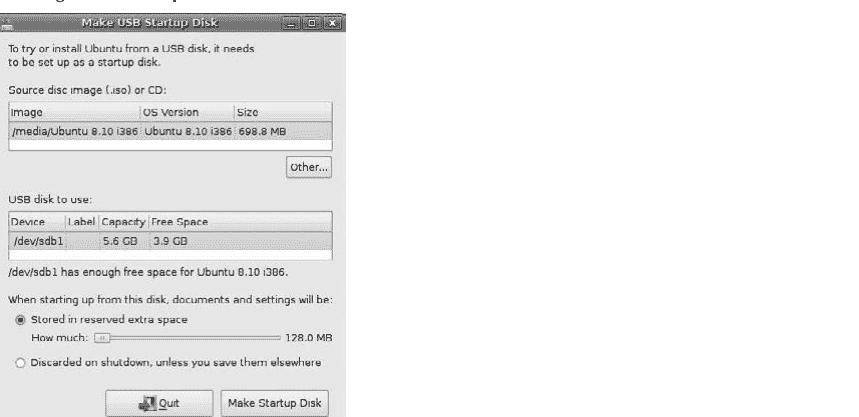 Make USB Startup Disk
To try or install Ubuntu from a USB disk, it needs
to be set up as a startup disk.
Source disc image (.iso) or CD:
Image OS Version Size
/media/Ubuntu 8.10 i386 Ubuntu 8.10 i386 698.8 MB
Other...
USB disk to use:
Device Label Capacity Free Space
/dev/sdb1 5.6 GB 3.9 GB
/dev/sdb1 has enough free space for Ubuntu 8.10 i386.
When starting up from this disk, documents and settings will be:
Stored in reserved extra space
How much: 128.0 MB
Discarded on shutdown, unless you save them elsewhere
Quit Make Startup Disk